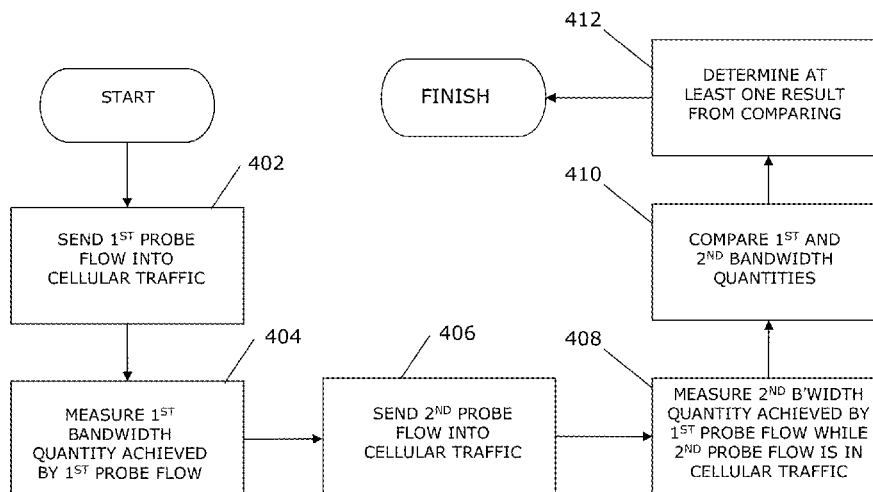 START
402
SEND 1ST PROBE
FLOW INTO
CELLULAR TRAFFIC
404
MEASURE 1ST
BANDWIDTH
QUANTITY ACHIEVED
BY 1ST PROBE FLOW
406
SEND 2ND PROBE
FLOW INTO
CELLULAR TRAFFIC
408
MEASURE 2ND B'WIDTH
QUANTITY ACHIEVED BY
1ST PROBE FLOW WHILE
2ND PROBE FLOW IS IN
CELLULAR TRAFFIC
410
COMPARE 1ST AND
2ND BANDWIDTH
QUANTITIES
412
DETERMINE AT
LEAST ONE RESULT
FROM COMPARING
FINISH